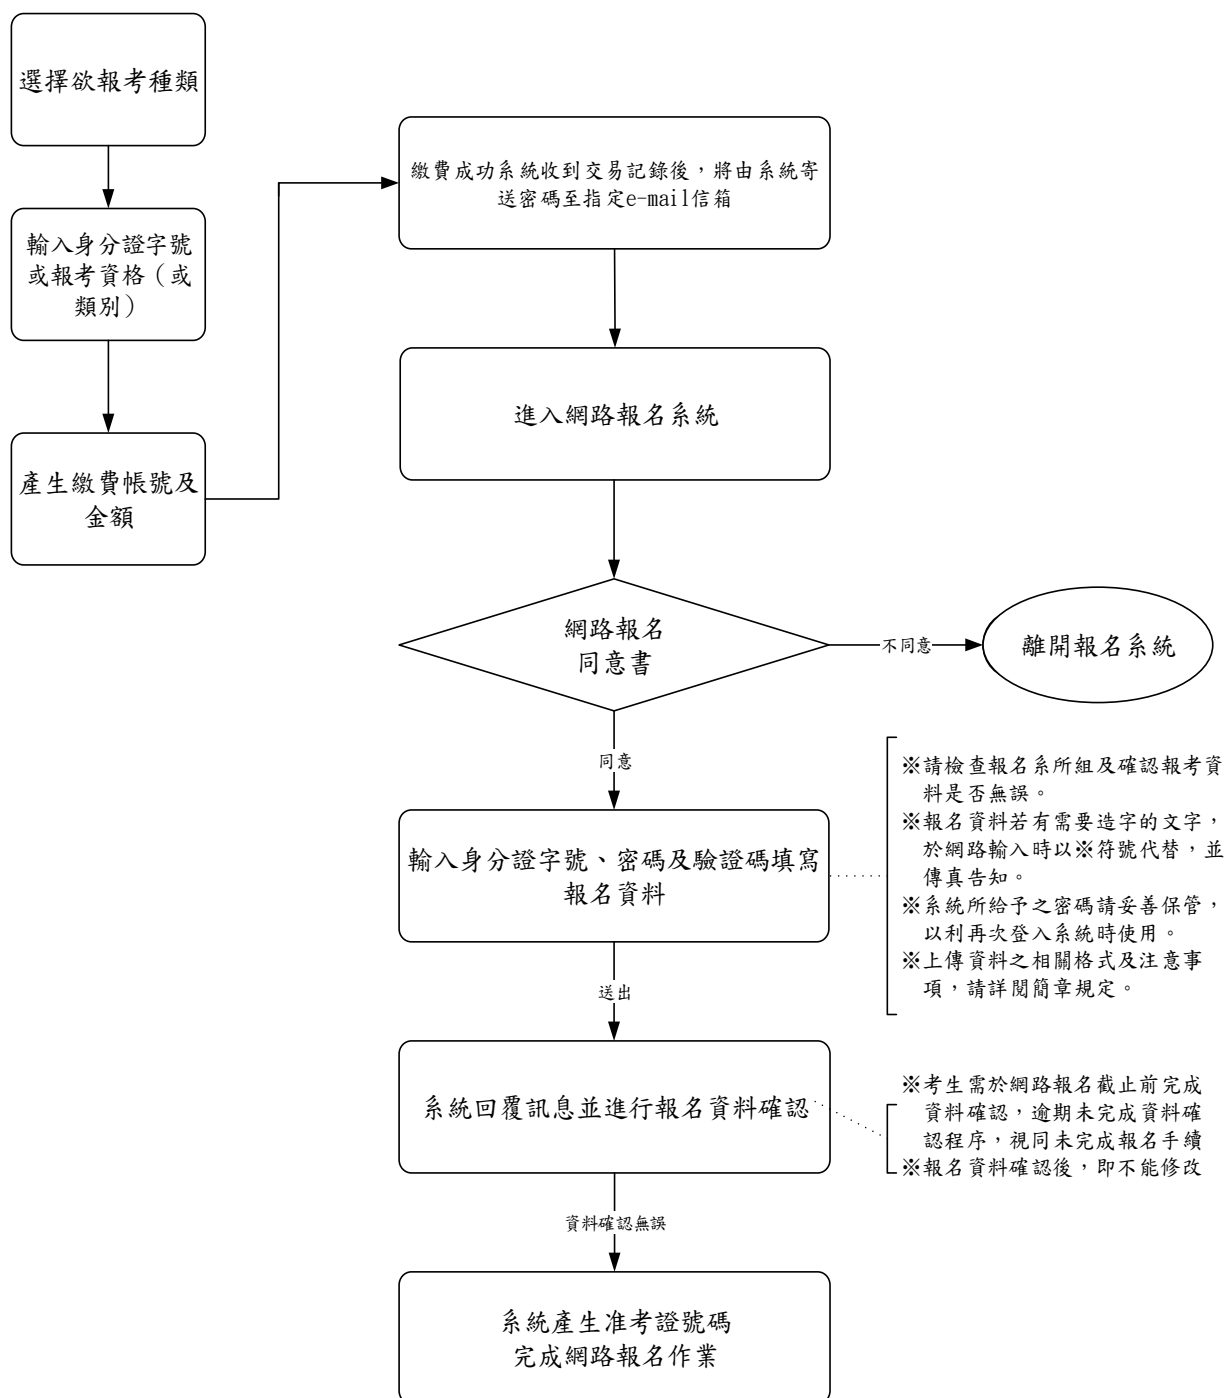 選擇欲報考種類
輸入身分證字號
或報考資格（或
類別）
產生繳費帳號及
金額
繳費成功系統收到交易記錄後，將由系統寄
送密碼至指定e-mail信箱
進入網路報名系統
網路報名
同意書
不同意
離開報名系統
同意
輸入身分證字號、密碼及驗證碼填寫
報名資料
※請檢查報名系所組及確認報考資
料是否無誤。
※報名資料若有需要造字的文字，
於網路輸入時以※符號代替，並
傳真告知。
※系統所給予之密碼請妥善保管，
以利再次登入系統時使用。
※上傳資料之相關格式及注意事
項，請詳閱簡章規定。
送出
系統回覆訊息並進行報名資料確認
※考生需於網路報名截止前完成
資料確認，逾期未完成資料確
認程序，視同未完成報名手續
※報名資料確認後，即不能修改
資料確認無誤
系統產生准考證號碼
完成網路報名作業